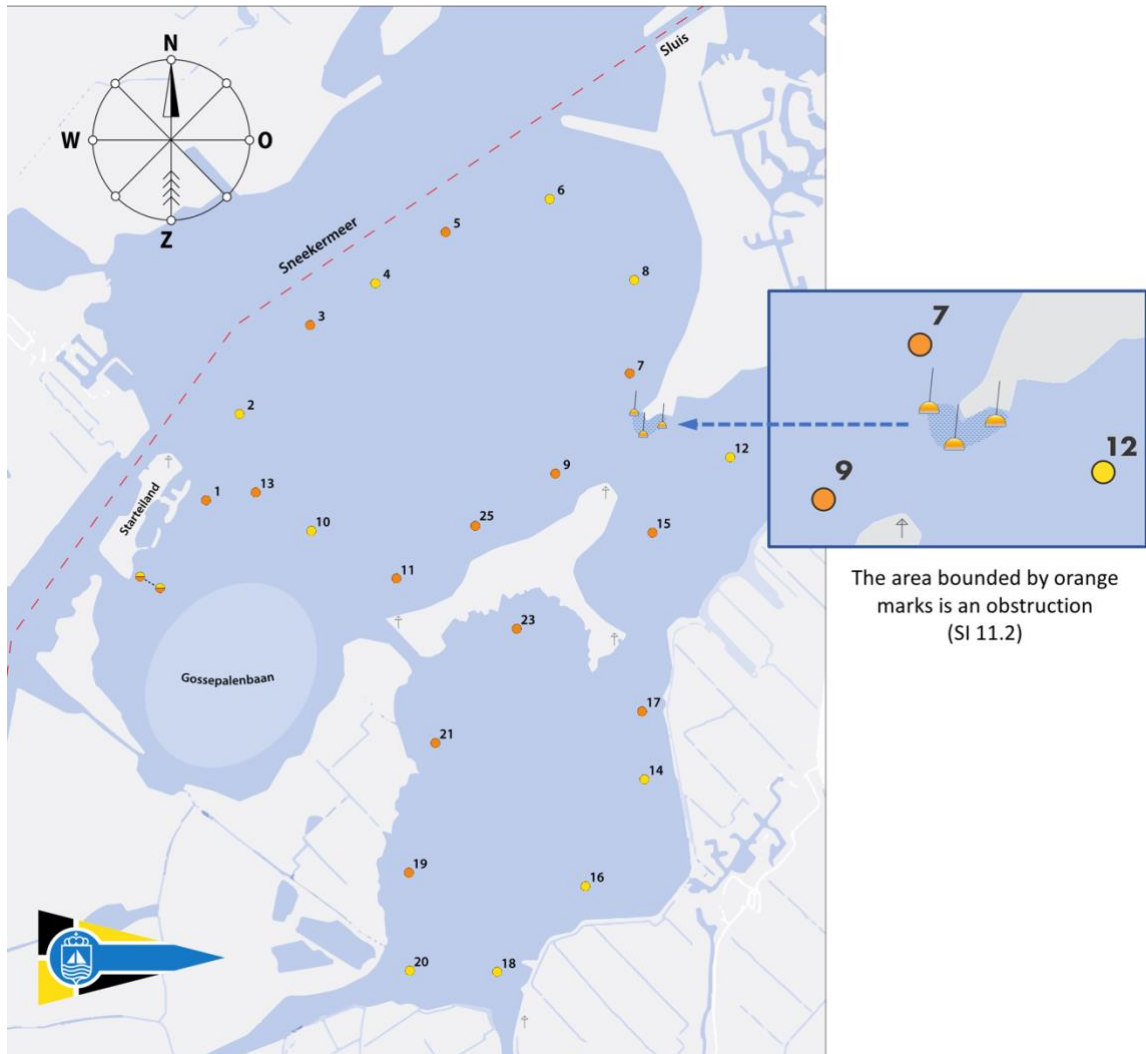 N
W
O
Z
Sluis
Sneekermeer
6
5
4
8
3
7
2
12
9
13
1
Starteiland
10
25
15
11
23
Gossepalenbaan
17
21
14
19
16
20
18
7
12
9
The area bounded by orange
marks is an obstruction
(SI 11.2)